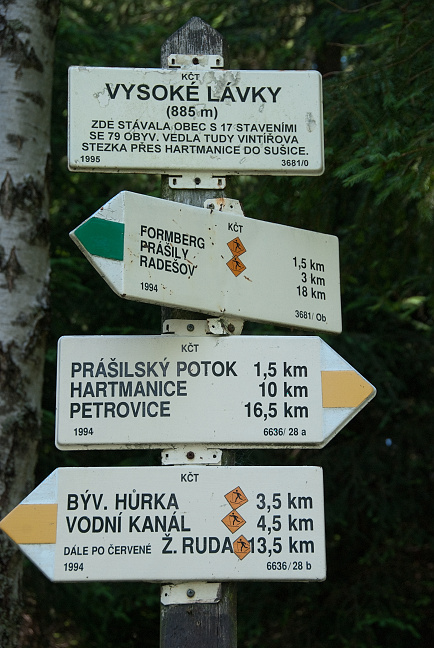 KČT
VYSOKÉ LÁVKY
(885 m)
ZDE STÁVALA OBEC S 17 STAVENÍMI
SE 79 OBYV. VEDLA TUDY VINTÍŘOVA
STEZKA PŘES HARTMANICE DO SUŠICE.
1995 3681/0
KČT
FORMBERG 1,5 km
PRÁŠILY 3 km
RADEŠOV 18 km
1994 3681/ Ob
KČT
PRÁŠILSKÝ POTOK 1,5 km
HARTMANICE 10 km
PETROVICE 16,5 km
1994 6636/ 28 a
KČT
BÝV. HŮRKA 3,5 km
VODNÍ KANÁL 4,5 km
DÁLE PO ČERVENÉ Ž. RUDA 13,5 km
1994 6636/ 28 b